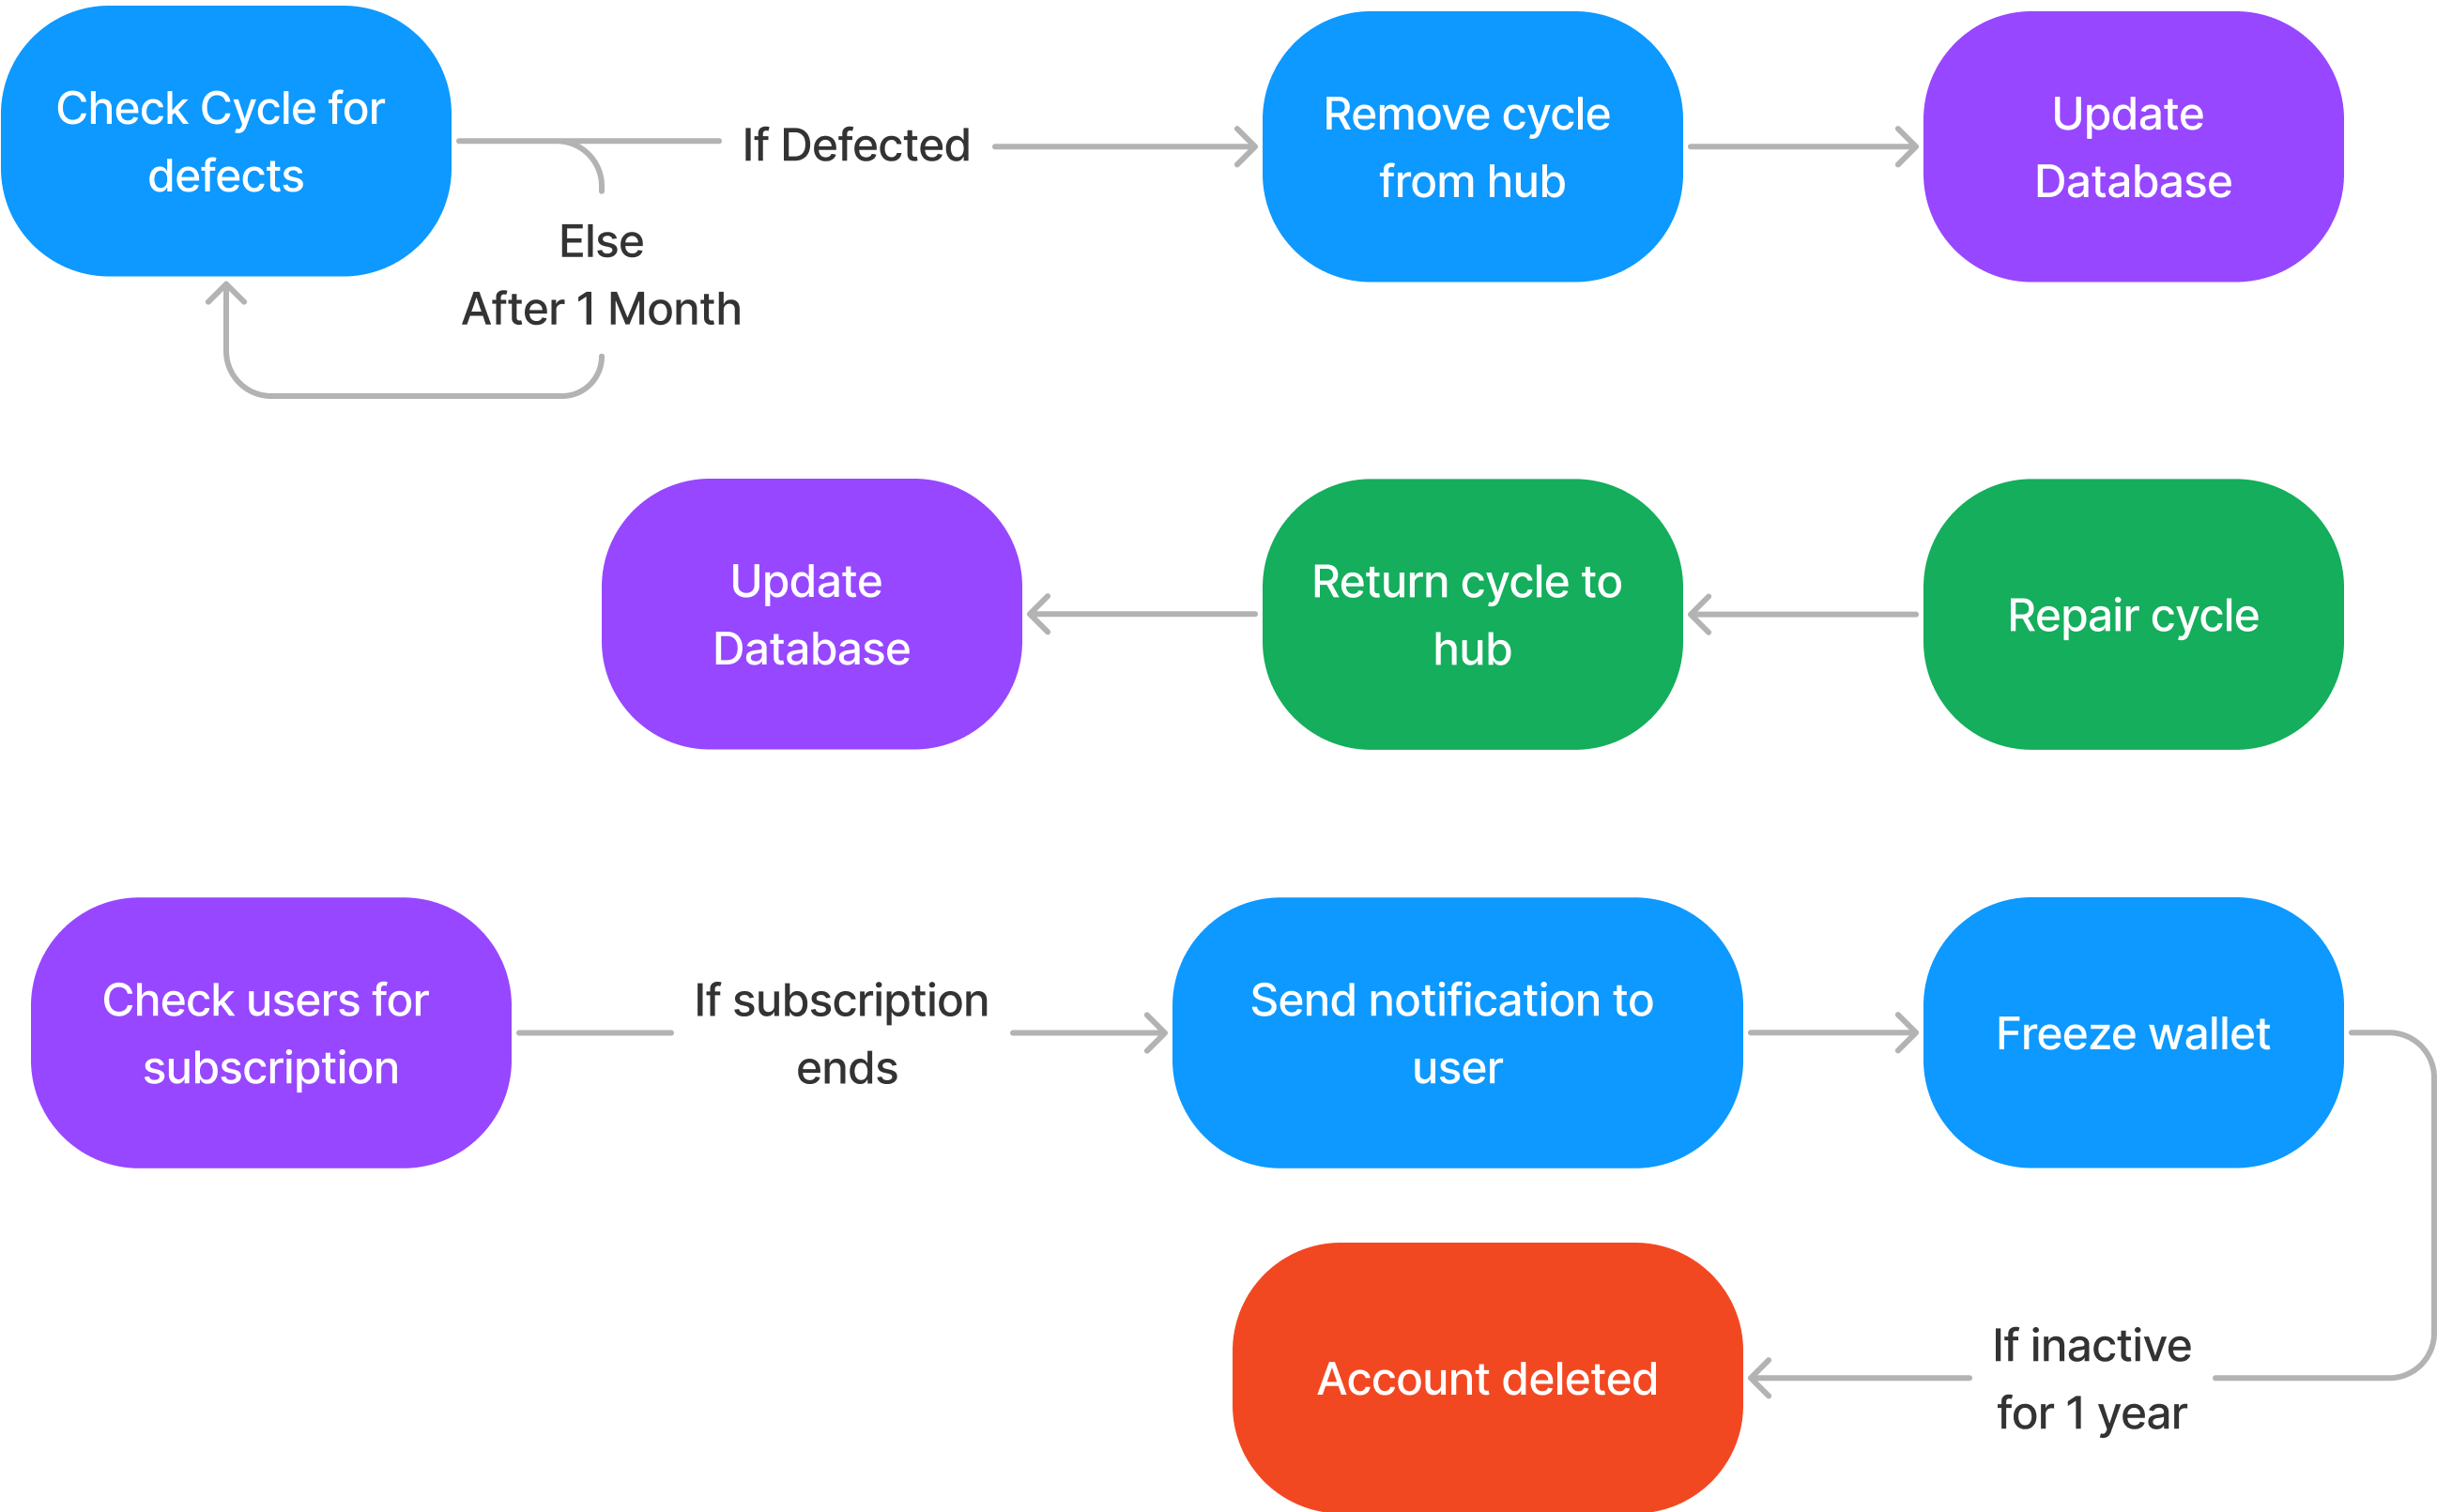 Check Cycle for
defects
If Defected
Else
After 1 Month
Remove cycle
from hub
Update
Database
Update
Database
Return cycle to
hub
Repair cycle
Check users for
subscription
If subscription
ends
Send notification to
user
Freeze wallet
Account deleted
If inactive
for 1 year